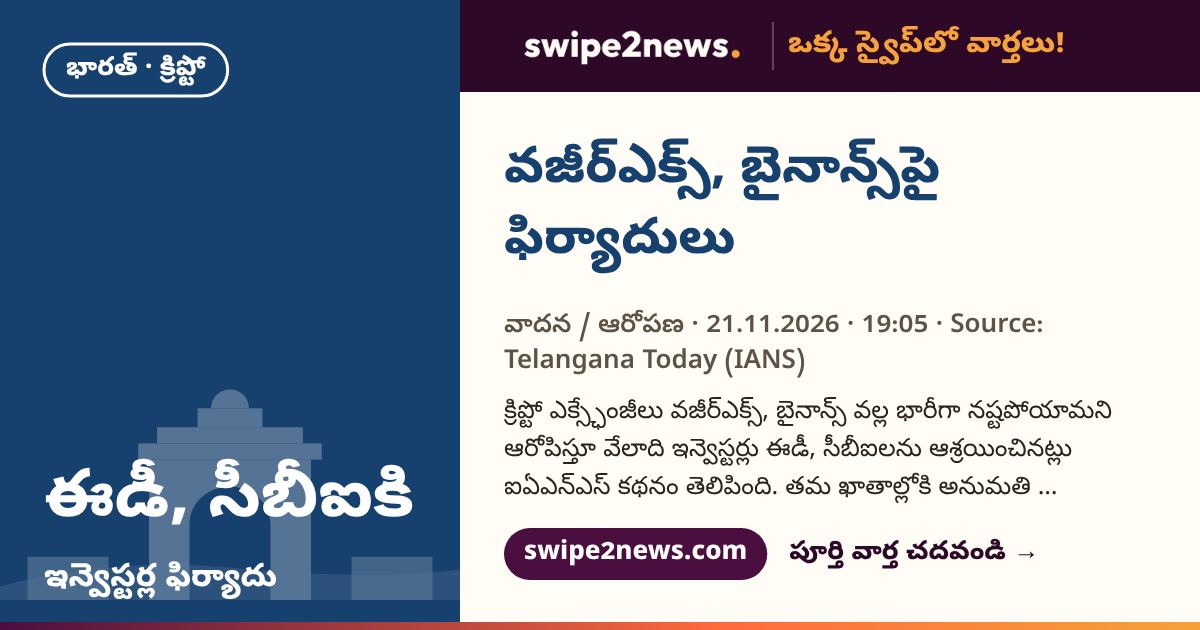 భారత్ · క్రిప్టో
ఈడీ, సీబీఐకి
ఇన్వెస్టర్ల ఫిర్యాదు
swipe2news. ఒక్క స్వైప్‌లో వార్తలు!
వజీర్ఎక్స్, బైనాన్స్‌పై
ఫిర్యాదులు
వాదన / ఆరోపణ · 21.11.2026 · 19:05 · Source:
Telangana Today (IANS)
క్రిప్టో ఎక్స్ఛేంజీలు వజీర్ఎక్స్, బైనాన్స్ వల్ల భారీగా నష్టపోయామని
ఆరోపిస్తూ వేలాది ఇన్వెస్టర్లు ఈడీ, సీబీఐలను ఆశ్రయించినట్లు
ఐఏఎన్ఎస్ కథనం తెలిపింది. తమ ఖాతాల్లోకి అనుమతి ...
swipe2news.com పూర్తి వార్త చదవండి →